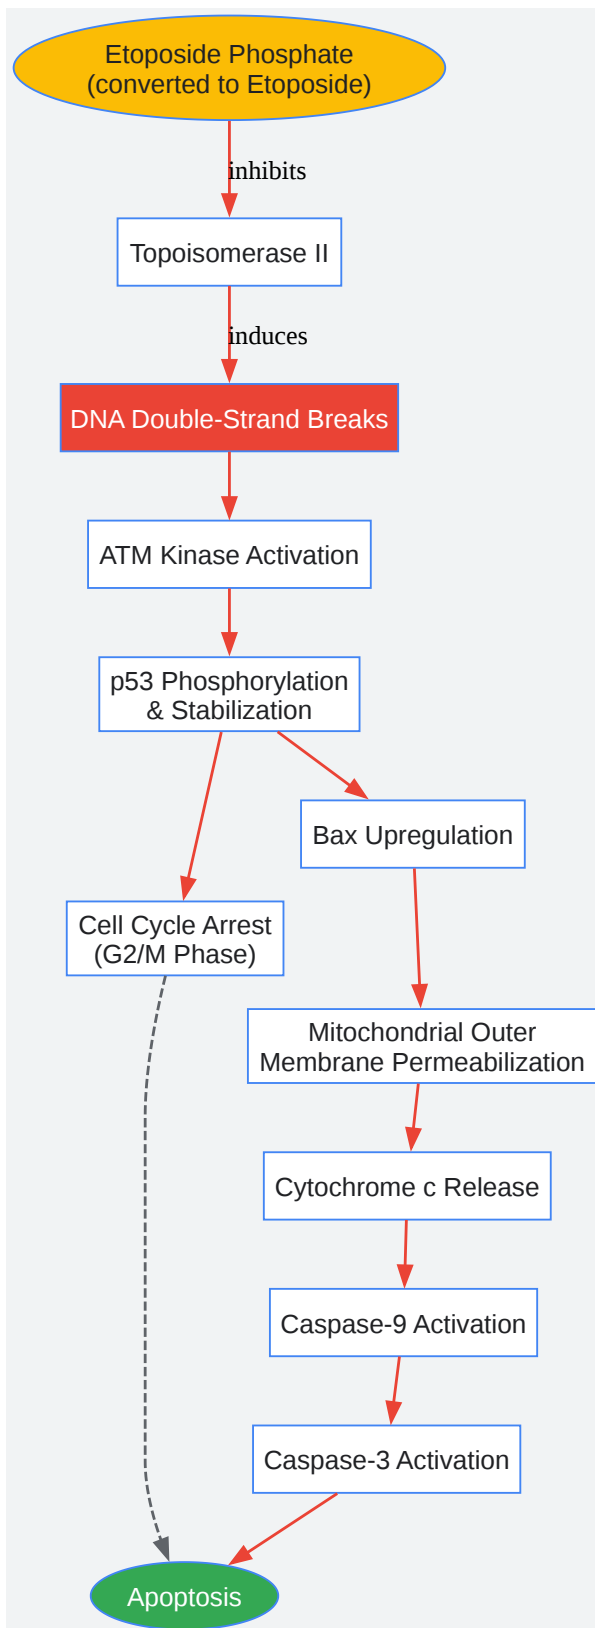 Etoposide Phosphate
(converted to Etoposide)
inhibits
Topoisomerase II
induces
DNA Double-Strand Breaks
ATM Kinase Activation
p53 Phosphorylation
& Stabilization
Bax Upregulation
Cell Cycle Arrest
(G2/M Phase)
Mitochondrial Outer
Membrane Permeabilization
Cytochrome c Release
Caspase-9 Activation
Caspase-3 Activation
Apoptosis